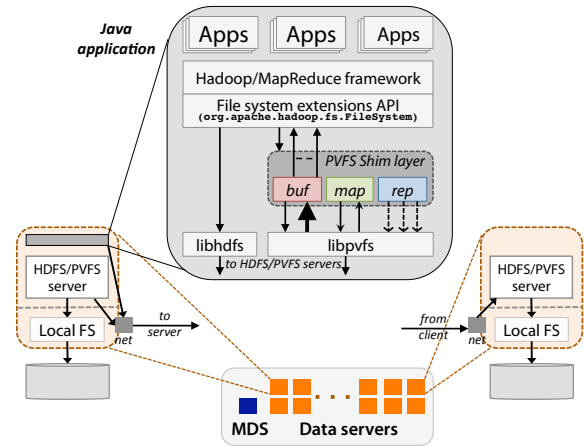 Java
application
Apps
Apps
Apps
Hadoop/MapReduce framework
File system extensions API
(org.apache.hadoop.fs.FileSystem)
PVFS Shim layer
buf
map
rep
libhdfs
libpvfs
to HDFS/PVFS servers
HDFS/PVFS
server
Local FS
net
to
server
from
client
HDFS/PVFS
server
net
Local FS
MDS
Data servers